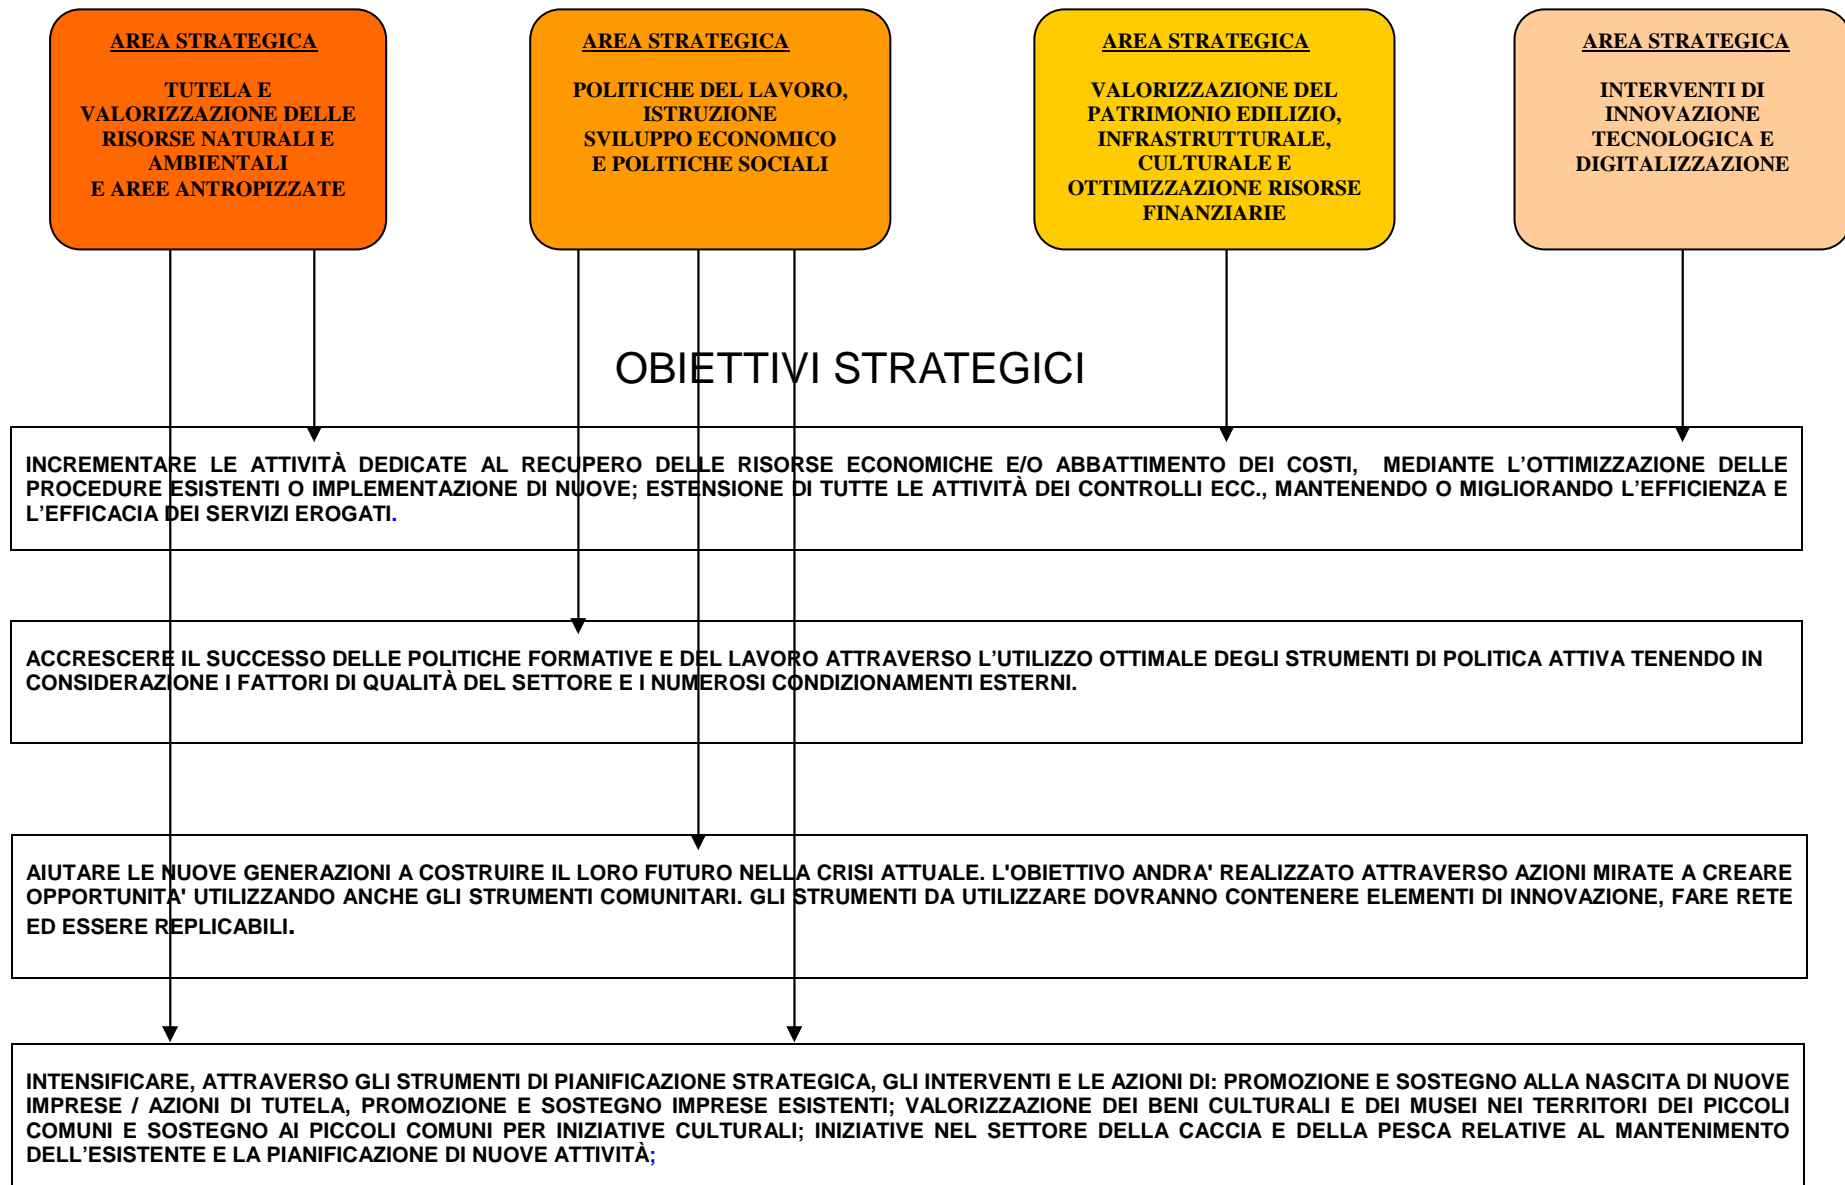 AREA STRATEGICA
TUTELA E
VALORIZZAZIONE DELLE
RISORSE NATURALI E
AMBIENTALI
E AREE ANTROPIZZATE
AREA STRATEGICA
POLITICHE DEL LAVORO,
ISTRUZIONE
SVILUPPO ECONOMICO
E POLITICHE SOCIALI
AREA STRATEGICA
VALORIZZAZIONE DEL
PATRIMONIO EDILIZIO,
INFRASTRUTTURALE,
CULTURALE E
OTTIMIZZAZIONE RISORSE
FINANZIARIE
AREA STRATEGICA
INTERVENTI DI
INNOVAZIONE
TECNOLOGICA E
DIGITALIZZAZIONE
OBIETTIVI STRATEGICI
INCREMENTARE LE ATTIVITÀ DEDICATE AL RECUPERO DELLE RISORSE ECONOMICHE E/O ABBATTIMENTO DEI COSTI, MEDIANTE L’OTTIMIZZAZIONE DELLE
PROCEDURE ESISTENTI O IMPLEMENTAZIONE DI NUOVE; ESTENSIONE DI TUTTE LE ATTIVITÀ DEI CONTROLLI ECC., MANTENENDO O MIGLIORANDO L’EFFICIENZA E
L’EFFICACIA DEI SERVIZI EROGATI.
ACCRESCERE IL SUCCESSO DELLE POLITICHE FORMATIVE E DEL LAVORO ATTRAVERSO L’UTILIZZO OTTIMALE DEGLI STRUMENTI DI POLITICA ATTIVA TENENDO IN
CONSIDERAZIONE I FATTORI DI QUALITÀ DEL SETTORE E I NUMEROSI CONDIZIONAMENTI ESTERNI.
AIUTARE LE NUOVE GENERAZIONI A COSTRUIRE IL LORO FUTURO NELLA CRISI ATTUALE. L'OBIETTIVO ANDRA' REALIZZATO ATTRAVERSO AZIONI MIRATE A CREARE
OPPORTUNITA' UTILIZZANDO ANCHE GLI STRUMENTI COMUNITARI. GLI STRUMENTI DA UTILIZZARE DOVRANNO CONTENERE ELEMENTI DI INNOVAZIONE, FARE RETE
ED ESSERE REPLICABILI.
INTENSIFICARE, ATTRAVERSO GLI STRUMENTI DI PIANIFICAZIONE STRATEGICA, GLI INTERVENTI E LE AZIONI DI: PROMOZIONE E SOSTEGNO ALLA NASCITA DI NUOVE
IMPRESE / AZIONI DI TUTELA, PROMOZIONE E SOSTEGNO IMPRESE ESISTENTI; VALORIZZAZIONE DEI BENI CULTURALI E DEI MUSEI NEI TERRITORI DEI PICCOLI
COMUNI E SOSTEGNO AI PICCOLI COMUNI PER INIZIATIVE CULTURALI; INIZIATIVE NEL SETTORE DELLA CACCIA E DELLA PESCA RELATIVE AL MANTENIMENTO
DELL’ESISTENTE E LA PIANIFICAZIONE DI NUOVE ATTIVITÀ;